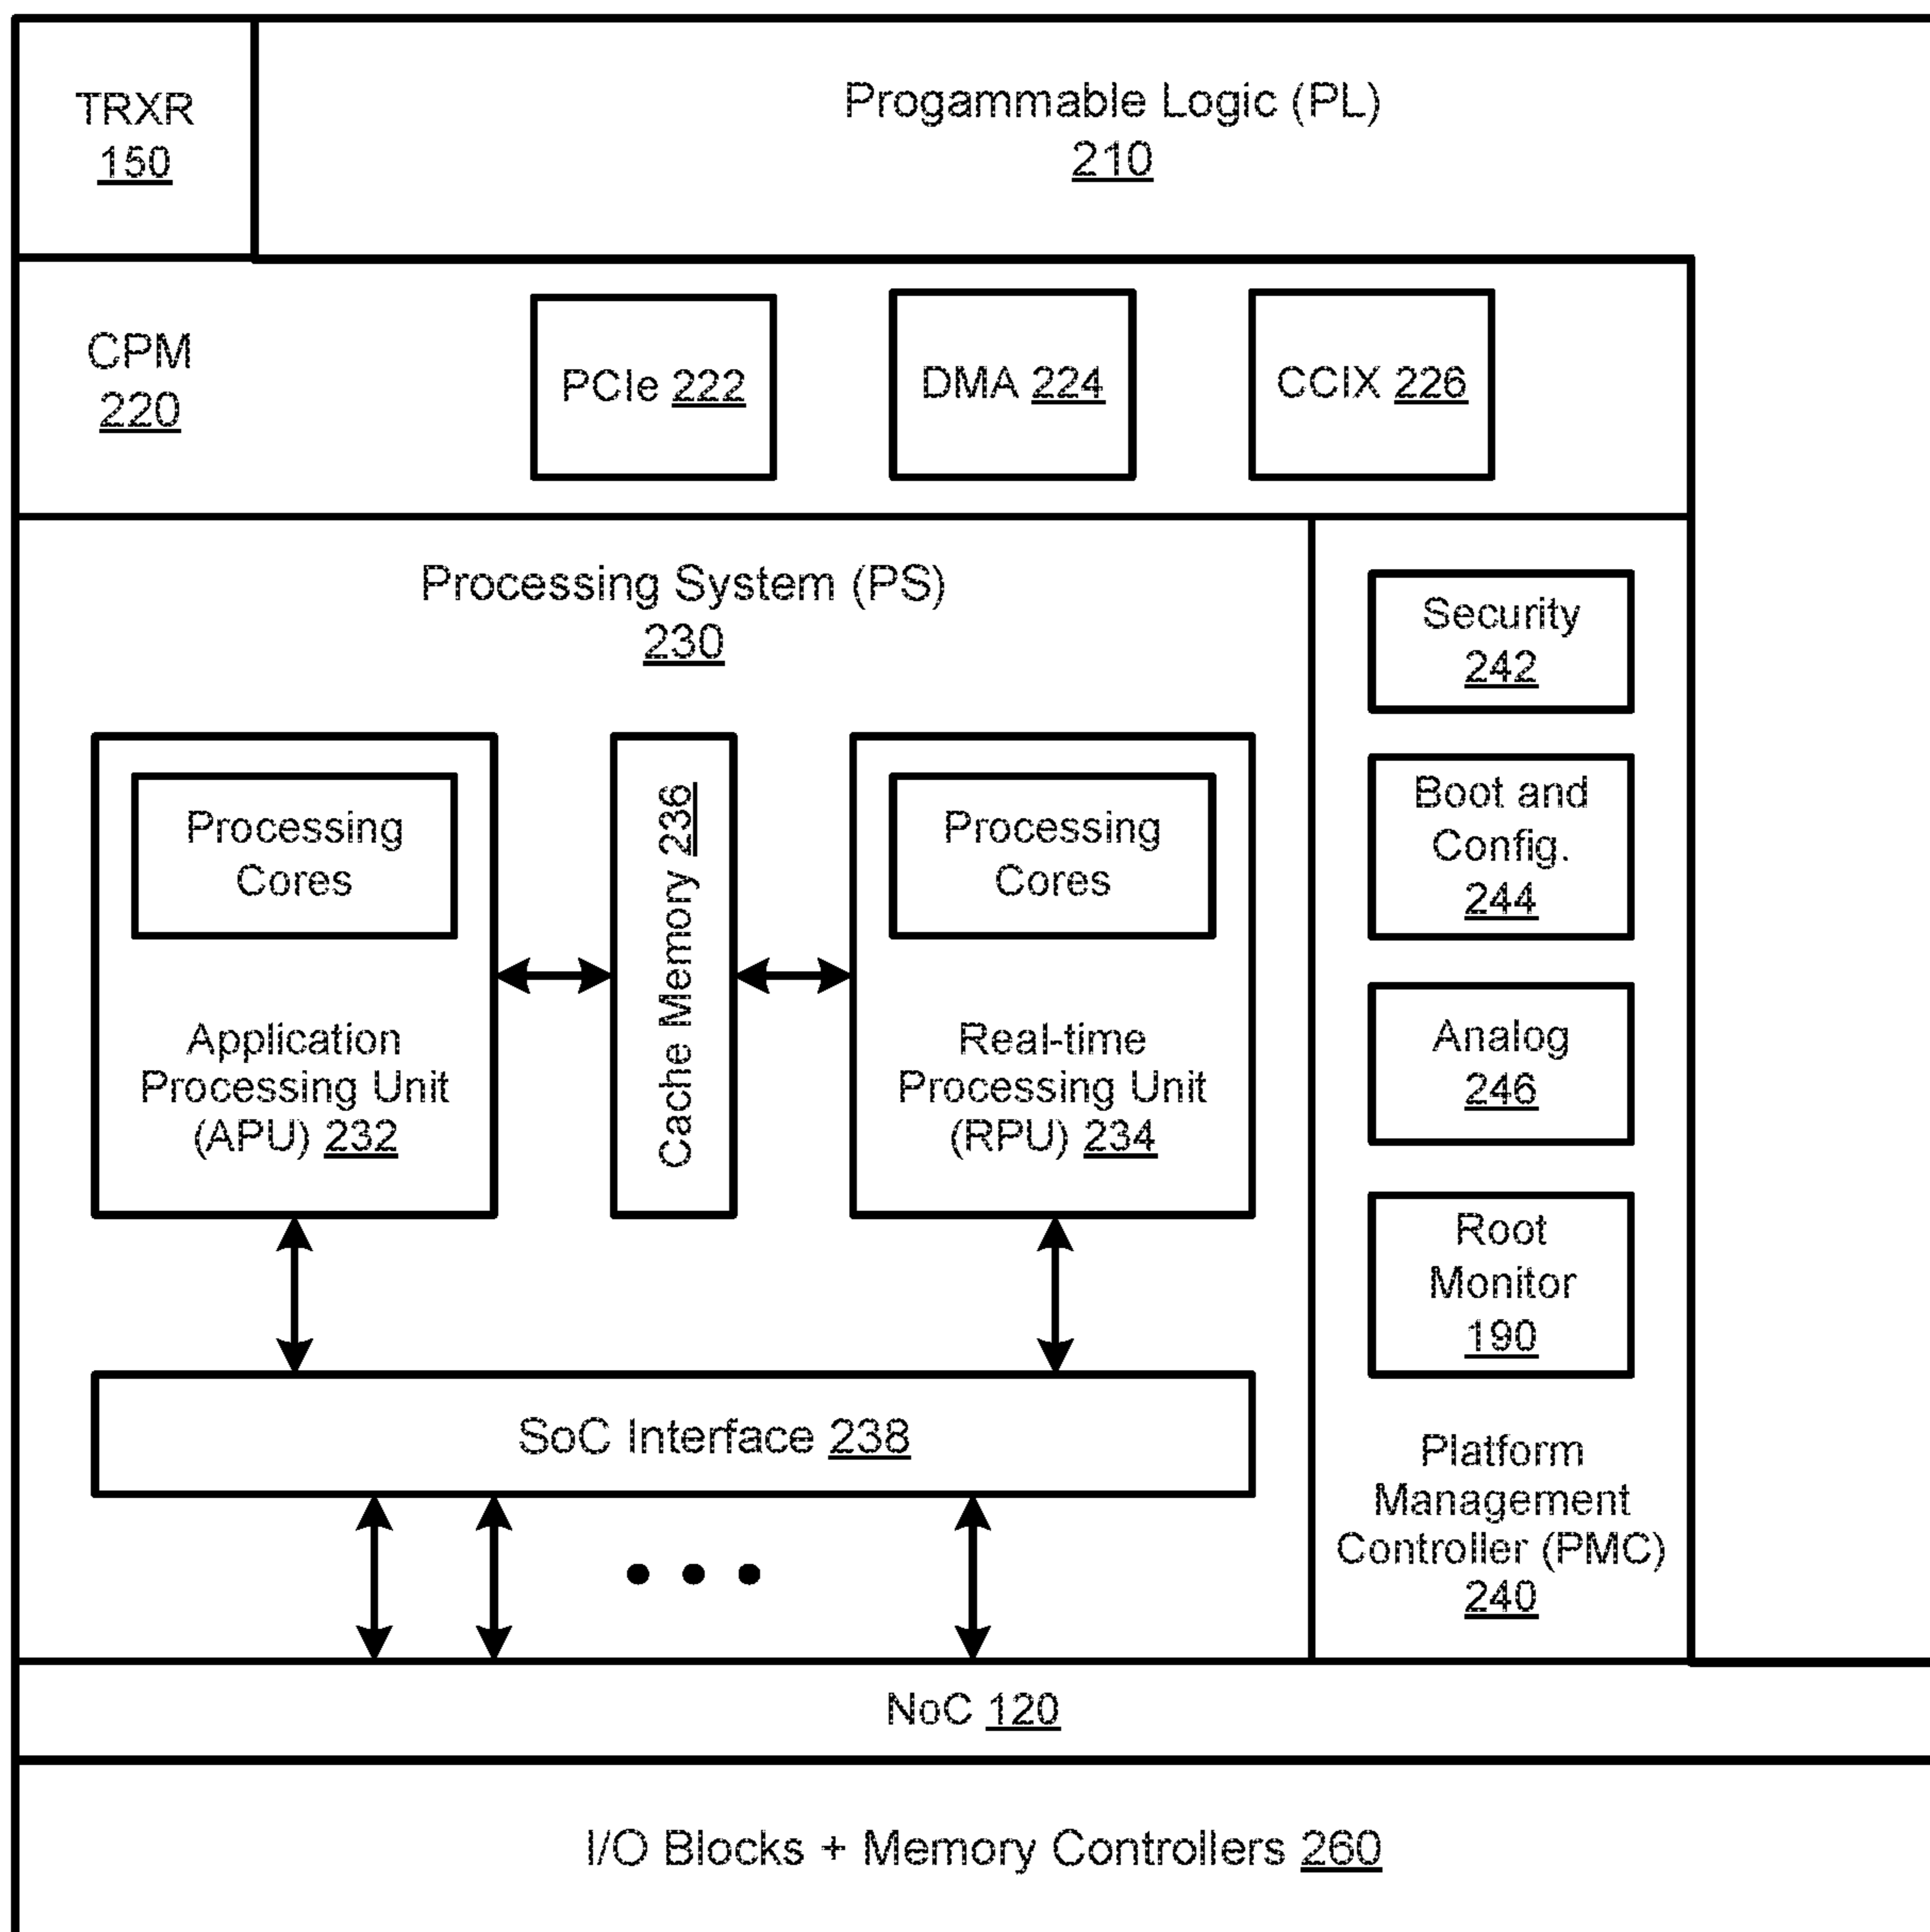 TRXR
150
Progammable Logic (PL)
210
CPM
220
PCIe 222
DMA 224
CCIX 226
Processing System (PS)
230
Processing
Cores
Application
Processing Unit
(APU) 232
Cache Memory 236
Processing
Cores
Real-time
Processing Unit
(RPU) 234
SoC Interface 238
Security
242
Boot and
Config.
244
Analog
246
Root
Monitor
190
Platform
Management
Controller (PMC)
240
NoC 120
I/O Blocks + Memory Controllers 260